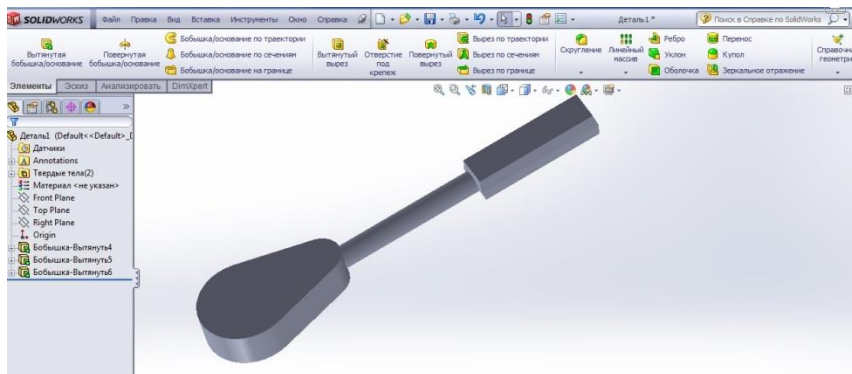 SOLIDWORKS Файл Правка Вид Вставка Инструменты Окно Справка Деталь1 * Поиск в Справке по SolidWorks
Вытянутая бобышка/основание
Повернутая бобышка/основание
Бобышка/основание по траектории
Бобышка/основание по сечениям
Бобышка/основание на границе
Вытянутый вырез
Отверстие под крепеж
Повернутый вырез
Вырез по траектории
Вырез по сечениям
Вырез по границе
Скругление
Линейный массив
Ребро
Уклон
Оболочка
Перенос
Купол
Зеркальное отражение
Элементы Эскиз Анализировать DimXpert
Деталь1 (Default<<Default>_
Датчики
Annotations
Твердые тела(2)
Материал <не указан>
Front Plane
Top Plane
Right Plane
Origin
Бобышка-Вытянуть4
Бобышка-Вытянуть5
Бобышка-Вытянуть6